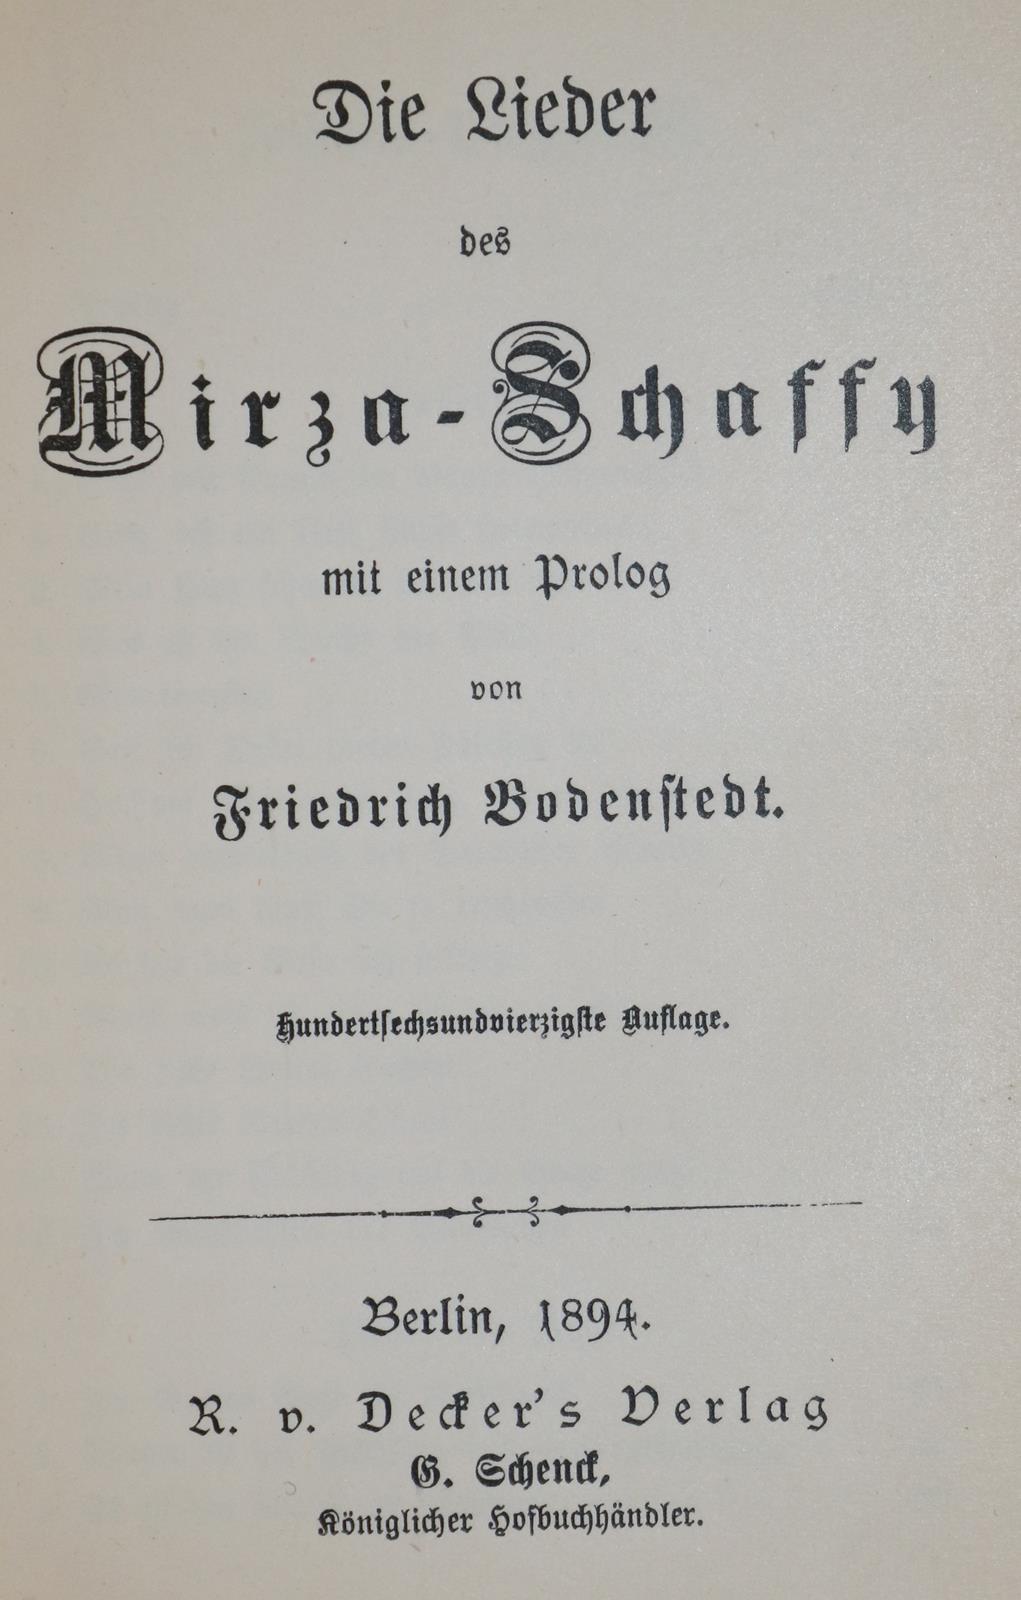 Die Lieder
des
Mirza-Schaffy
mit einem Prolog
von
Friedrich Bodenſtedt.
Hundertſechsundvierzigſte Auflage.
Berlin, 1894.
R. v. Decker's Verlag
G. Schenck,
Königlicher Hofbuchhändler.